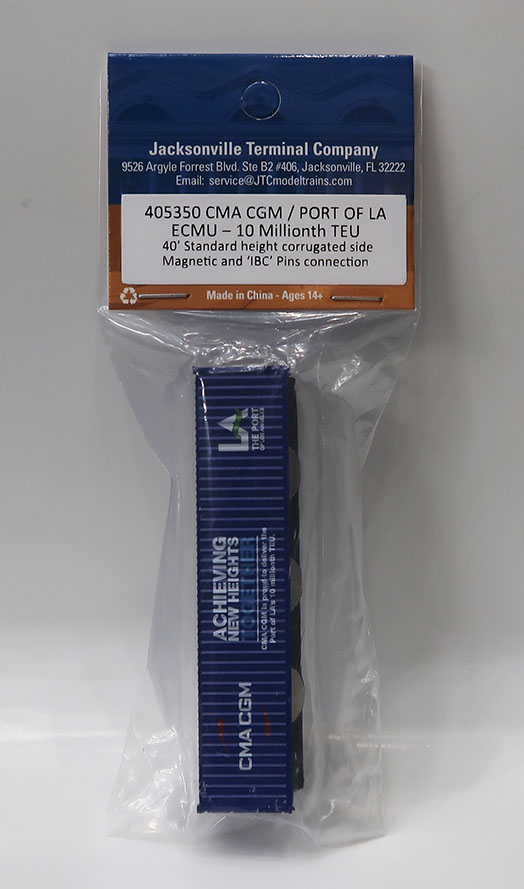 Jacksonville Terminal Company
9526 Argyle Forrest Blvd. Ste B2 #406, Jacksonville, FL 32222
Email: service@JTCmodeltrains.com
405350 CMA CGM / PORT OF LA
ECMU – 10 Millionth TEU
40' Standard height corrugated side
Magnetic and 'IBC' Pins connection
Made in China - Ages 14+
LA
THE PORT
OF LOS ANGELES
ACHIEVING
NEW HEIGHTS
TOGETHER
CMA CGM is proud to deliver the
Port of LA's 10 millionth TEU.
CMA CGM